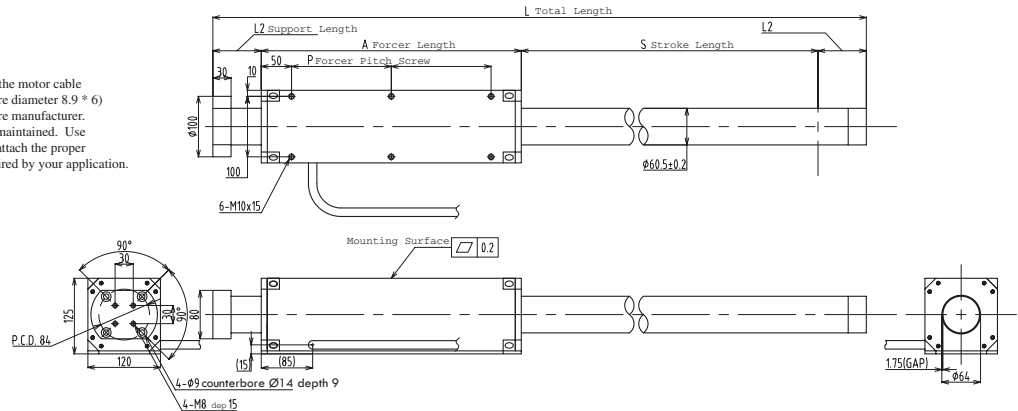 L Total Length
L2 Support Length
L2
A Forcer Length
S Stroke Length
50
P Forcer Pitch Screw
30
10
the motor cable
re diameter 8.9 * 6)
re manufacturer.
maintained. Use
attach the proper
ired by your application.
ϕ100
100
ϕ60.5±0.2
6-M10x15
Mounting Surface
0.2
90°
30
125
30
90°
80
P.C.D. 84
120
(15)
(85)
1.75(GAP)
ϕ64
4-ϕ9 counterbore Ø14 depth 9
4-M8 dep 15